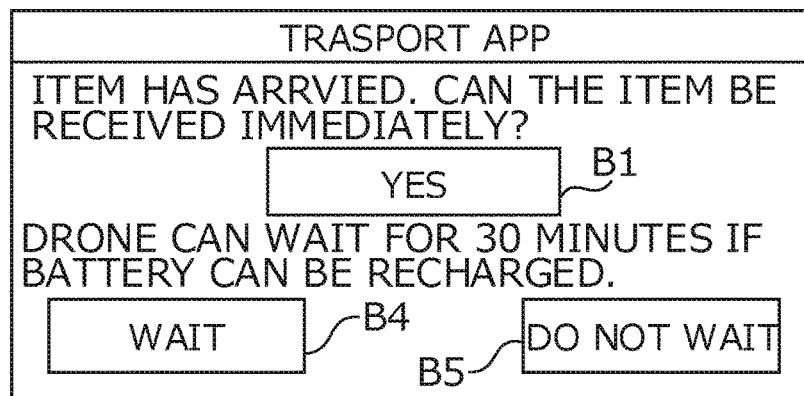 TRASPORT APP
ITEM HAS ARRVIED. CAN THE ITEM BE
RECEIVED IMMEDIATELY?
YES
B1
DRONE CAN WAIT FOR 30 MINUTES IF
BATTERY CAN BE RECHARGED.
WAIT
B4
DO NOT WAIT
B5